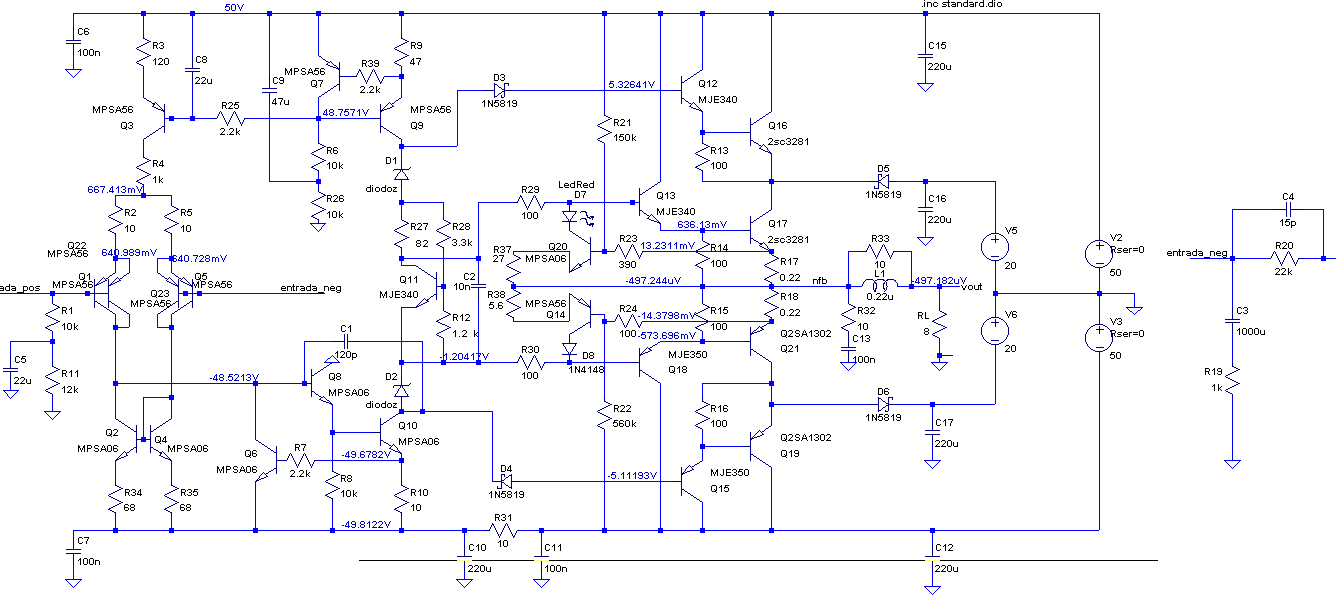 50V
.inc standard.dio
C6
100n
R3
120
C8
22u
MPSA56
Q3
R25
2.2k
C9
47u
MPSA56
Q7
R39
2.2k
R9
47
48.7571V
MPSA56
Q9
R6
10k
R26
10k
D1
diodoz
D3
1N5819
5.32641V
Q12
MJE340
Q16
2sc3281
R13
100
R21
150k
C15
220u
R4
1k
667.413mV
R2
10
R5
10
Q22
MPSA56
640.989mV
640.728mV
Q1
MPSA56
Q23
Q5
MPSA56
ada_pos
entrada_neg
R1
10k
C5
22u
R11
12k
R27
82
R28
3.3k
Q11
MJE340
C2
10n
R12
1.2 k
R29
100
LedRed
D7
Q13
MJE340
636.13mV
Q17
2sc3281
Q20
MPSA06
R23
390
13.2311mV
R14
100
R17
0.22
R37
27
R38
5.6
-497.244uV
nfb
MPSA56
Q14
R24
100
-14.3798mV
R15
100
R18
0.22
-573.696mV
Q2SA1302
Q21
D8
1N4148
MJE350
Q18
R30
100
-1.20417V
D5
1N5819
C16
220u
R33
10
L1
0.22u
-497.182uV
vout
R32
10
C13
100n
RL
8
V5
20
V6
20
V2
Rser=0
50
V3
Rser=0
50
C4
15p
entrada_neg
R20
22k
C3
1000u
R19
1k
C1
120p
-48.5213V
Q8
MPSA06
D2
diodoz
Q10
MPSA06
Q2
MPSA06
Q4
MPSA06
Q6
MPSA06
R7
2.2k
-49.6782V
R8
10k
R10
10
R34
68
R35
68
-49.8122V
R31
10
D4
1N5819
R22
560k
R16
100
-5.11193V
MJE350
Q15
Q2SA1302
Q19
D6
1N5819
C17
220u
C7
100n
C10
220u
C11
100n
C12
220u